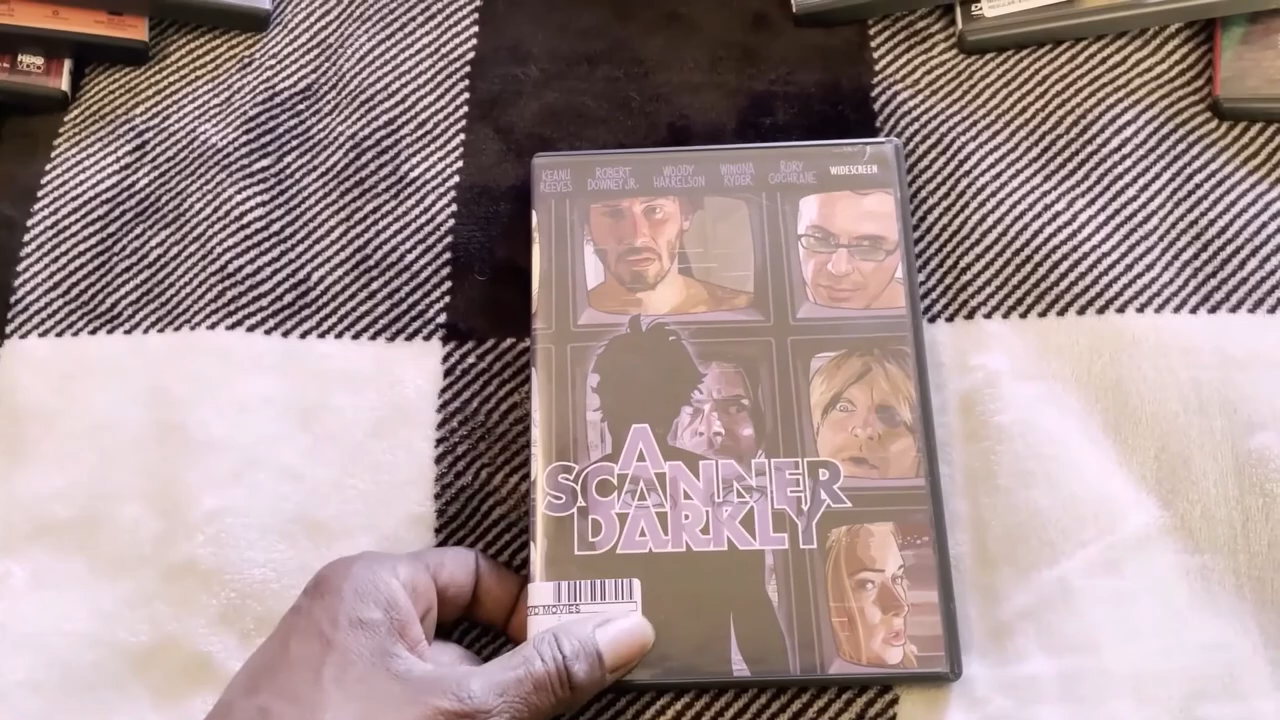 HBO
VIDEO
KEANU REEVES
ROBERT DOWNEY JR.
WOODY HARRELSON
WINONA RYDER
RORY COCHRANE
WIDESCREEN
A
SCANNER
DARKLY
VD MOVIES